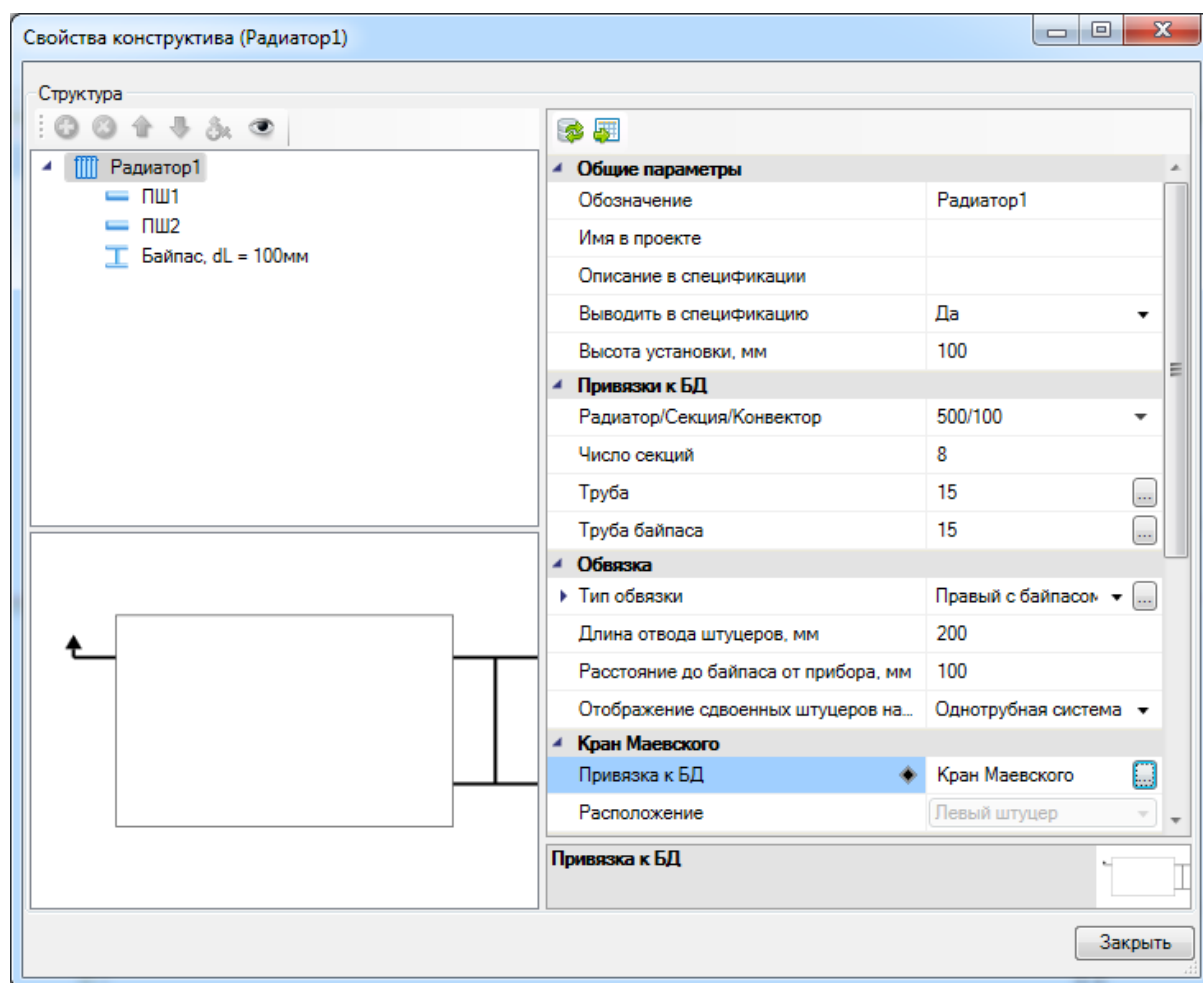 Свойства конструктива (Радиатор1)
Структура
Радиатор1
ПШ1
ПШ2
Байпас, dL = 100мм
Общие параметры
Обозначение Радиатор1
Имя в проекте
Описание в спецификации
Выводить в спецификацию Да
Высота установки, мм 100
Привязки к БД
Радиатор/Секция/Конвектор 500/100
Число секций 8
Труба 15 ...
Труба байпаса 15 ...
Обвязка
Тип обвязки Правый с байпасом ...
Длина отвода штуцеров, мм 200
Расстояние до байпаса от прибора, мм 100
Отображение сдвоенных штуцеров на... Однотрубная система
Кран Маевского
Привязка к БД Кран Маевского ...
Расположение Левый штуцер
Привязка к БД
Закрыть